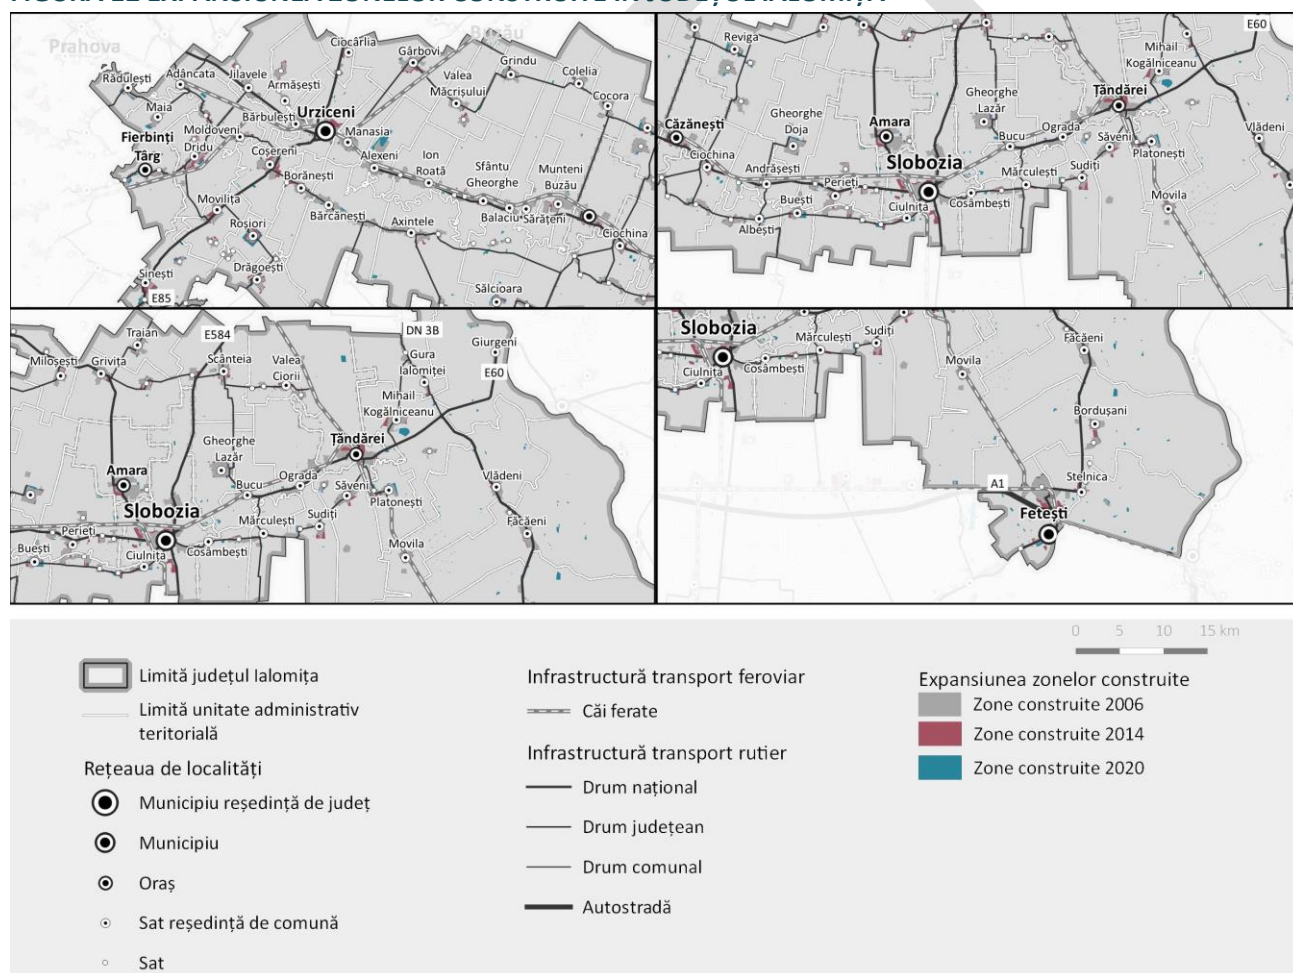 Prahova
Buzău
Ciocârlia
Gârbovi
Grindu
Rădulești
Adâncata
Jilavele
Armășești
Valea
Măcrișului
Colelia
Cocora
Maia
Bărbulești
Urziceni
Fierbinți
Târg
Moldoveni
Dridu
Manasia
Coșereni
Alexeni
Ion
Roată
Sfântu
Gheorghe
Munteni
Buzău
Borănești
Movilița
Bărcănești
Balaciu
Sărățeni
Roșiori
Axintele
Ciochina
Sinești
Drăgoești
Sălcioara
E85
E60
Reviga
Mihail
Kogălniceanu
Țăndărei
Gheorghe
Lazăr
Gheorghe
Doja
Căzănești
Amara
Bucu
Ograda
Săveni
Vlădeni
Ciochina
Slobozia
Platonești
Andrășești
Perieți
Mărculești
Sudiți
Movila
Buești
Ciulnița
Cosâmbești
Albești
Traian
E584
DN 3B
Giurgeni
Miloșești
Grivița
Scânteia
Valea
Ciorii
Gura
Ialomiței
E60
Mihail
Kogălniceanu
Gheorghe
Lazăr
Țăndărei
Amara
Bucu
Ograda
Săveni
Vlădeni
Slobozia
Platonești
Perieți
Mărculești
Sudiți
Făcăeni
Buești
Ciulnița
Cosâmbești
Movila
Slobozia
Mărculești
Sudiți
Făcăeni
Ciulnița
Cosâmbești
Movila
Bordușani
A1
Stelnica
Fetești
0 5 10 15 km
Limită județul Ialomița
Limită unitate administrativ
teritorială
Rețeaua de localități
Municipiu reședință de județ
Municipiu
Oraș
Sat reședință de comună
Sat
Infrastructură transport feroviar
Căi ferate
Infrastructură transport rutier
Drum național
Drum județean
Drum comunal
Autostradă
Expansiunea zonelor construite
Zone construite 2006
Zone construite 2014
Zone construite 2020